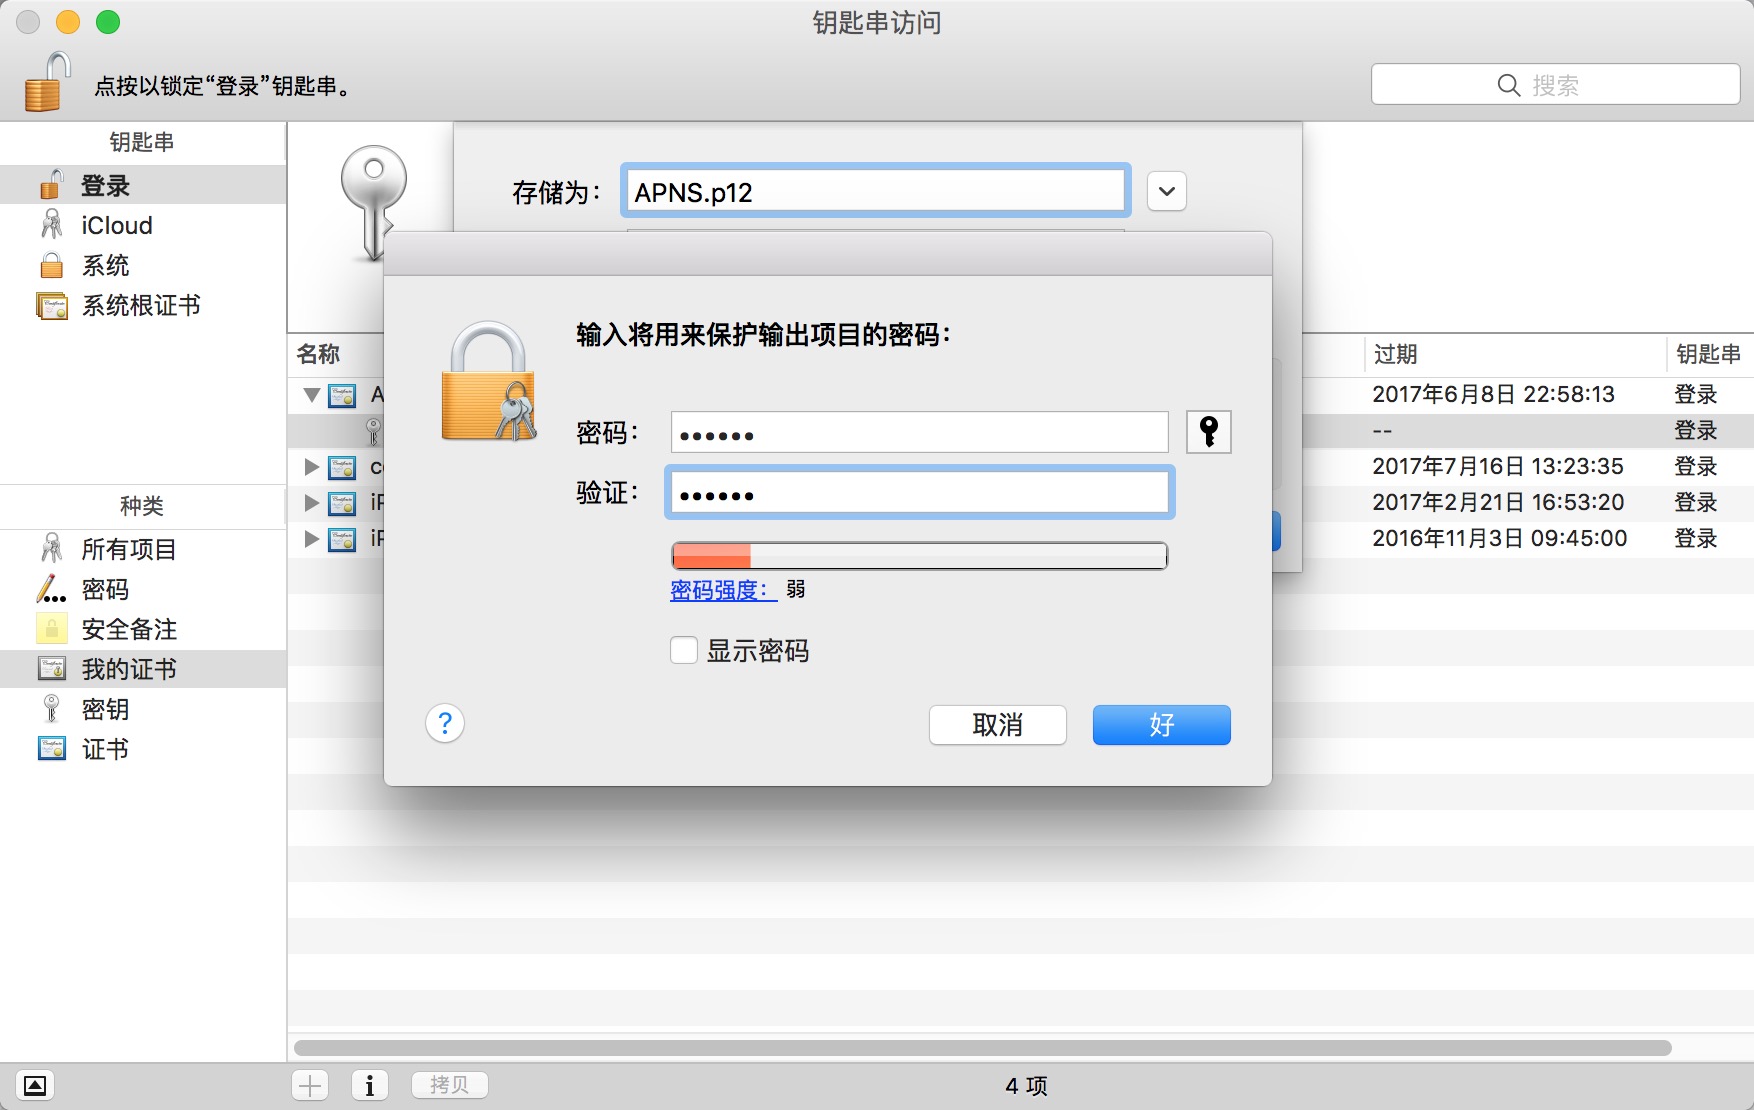 钥匙串访问
点按以锁定“登录”钥匙串。
搜索
钥匙串
登录
iCloud
系统
系统根证书
种类
所有项目
密码
安全备注
我的证书
密钥
证书
存储为：
APNS.p12
输入将用来保护输出项目的密码：
密码：
••••••
验证：
••••••
密码强度： 弱
显示密码
?
取消
好
名称 过期 钥匙串
A 2017年6月8日 22:58:13 登录
-- 登录
2017年7月16日 13:23:35 登录
2017年2月21日 16:53:20 登录
2016年11月3日 09:45:00 登录
拷贝
4 项